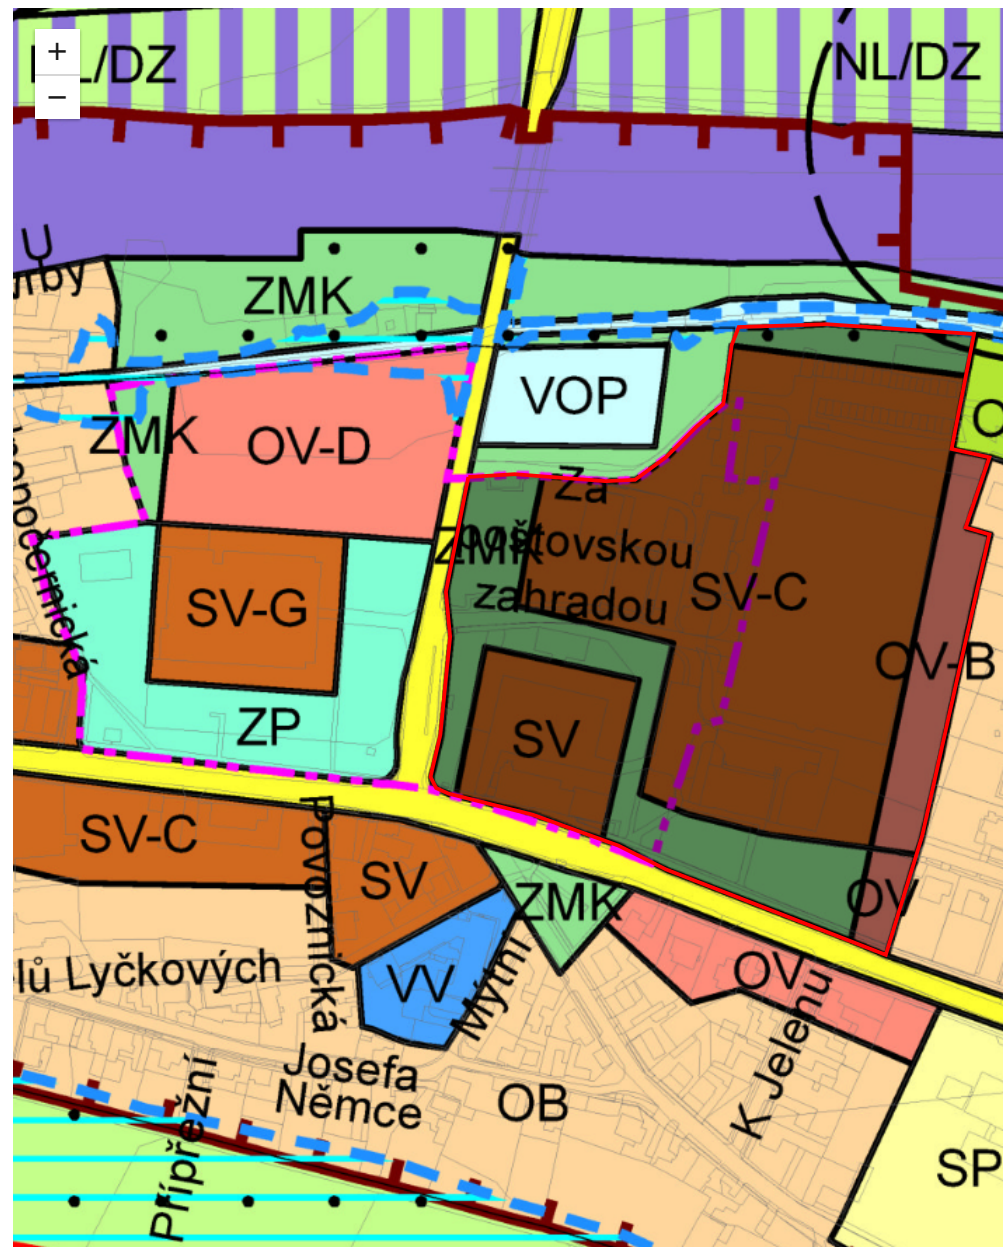 +
−
/DZ
NL/DZ
U
vrby
ZMK
VOP
ZMK
OV-D
Za
poštovskou
zahradou
ZMK
SV-C
SV-G
OV-B
ZP
SV
SV-C
SV
Povoznická
ZMK
OV
VV
Mýtní
OV
lů Lyčkových
K Jelenu
Josefa
Němce
OB
Přípřežní
SP